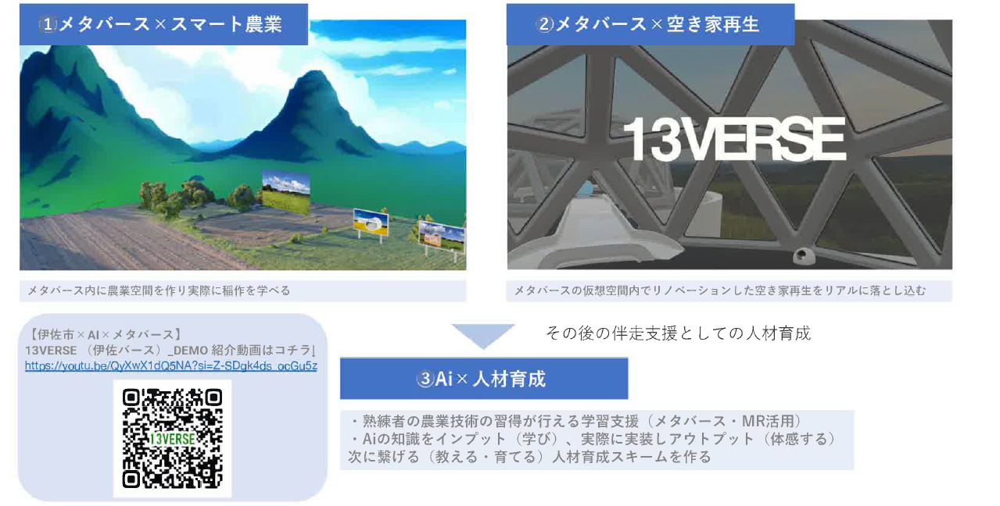 ①メタバース×スマート農業
②メタバース×空き家再生
13VERSE
メタバース内に農業空間を作り実際に稲作を学べる
メタバースの仮想空間内でリノベーションした空き家再生をリアルに落とし込む
【伊佐市×AI×メタバース】
13VERSE （伊佐バース）_DEMO 紹介動画はコチラ↓
https://youtu.be/QyXwX1dQ5NA?si=Z-SDgk4ds_ocGu5z
13VERSE
その後の伴走支援としての人材育成
③Ai×人材育成
・熟練者の農業技術の習得が行える学習支援（メタバース・MR活用）
・Aiの知識をインプット（学び）、実際に実装しアウトプット（体感する）
次に繋げる（教える・育てる）人材育成スキームを作る